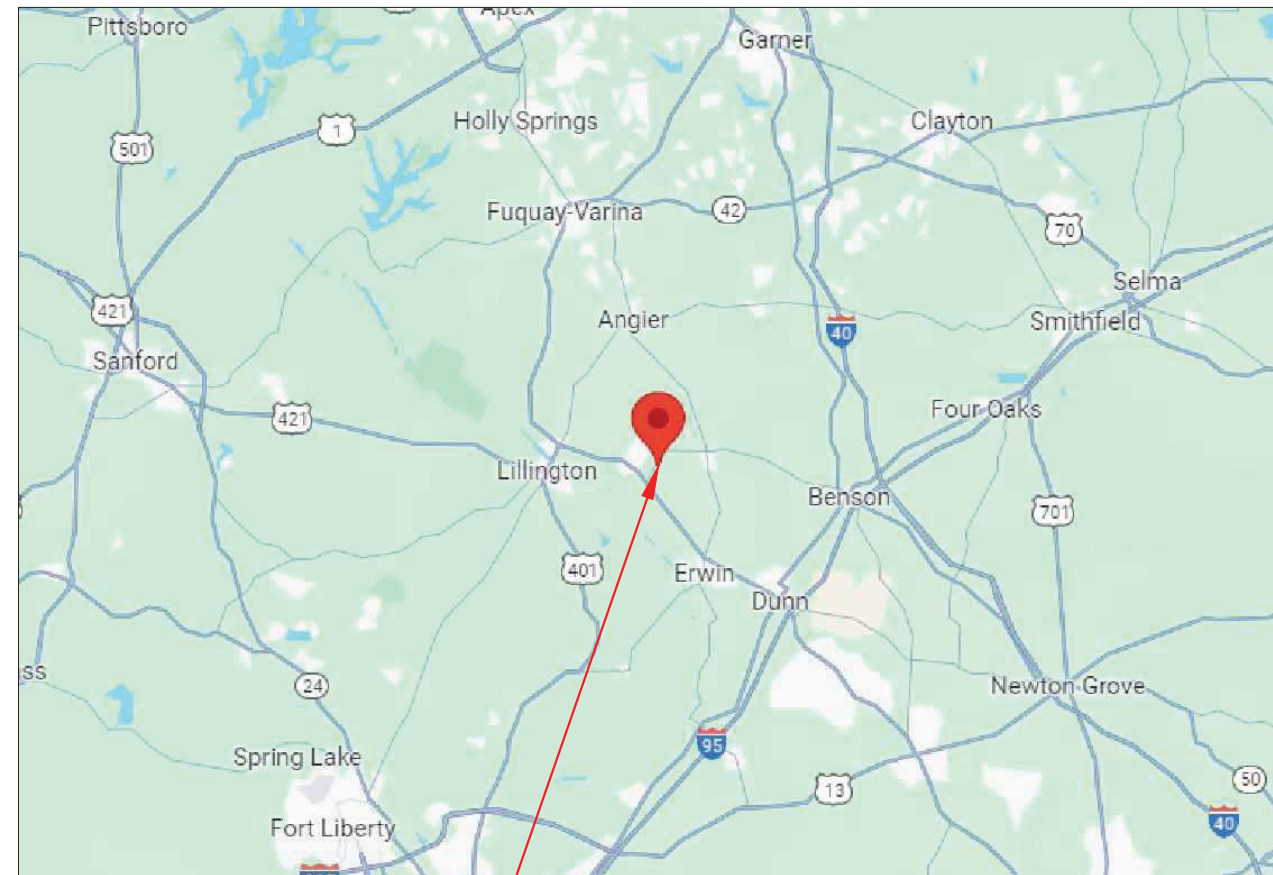 Pittsboro
Apex
Garner
Holly Springs
Clayton
1
501
Fuquay-Varina
42
70
Selma
421
Angier
Smithfield
40
Sanford
421
Four Oaks
Lillington
Benson
701
401
Erwin
Dunn
ss
24
Newton Grove
95
Spring Lake
50
13
Fort Liberty
40